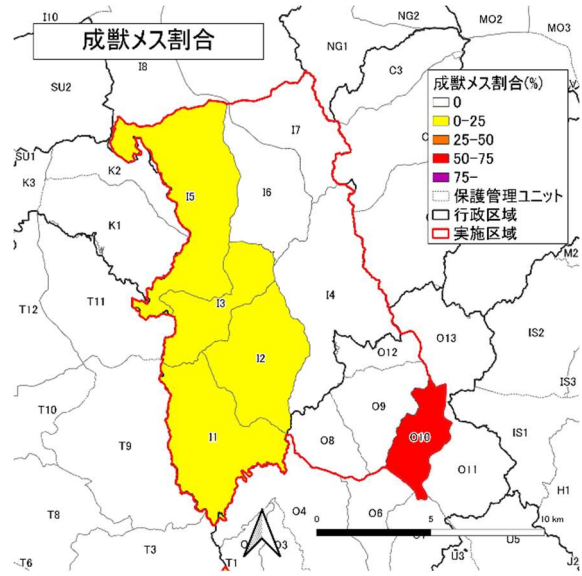 成獣メス割合
I10
SU2
I8
NG1
NG2
MO2
MO3
C3
I7
成獣メス割合(%)
0
0-25
25-50
50-75
75-
保護管理ユニット
行政区域
実施区域
SU1
K3
K2
I5
I6
K1
M2
T12
T11
I3
I4
I2
O12
O13
IS2
IS3
T10
T9
I1
O8
O9
O10
IS1
O11
H1
T8
T3
T6
T1
O4
O3
O6
U3
U5
J2
0
5
10 km